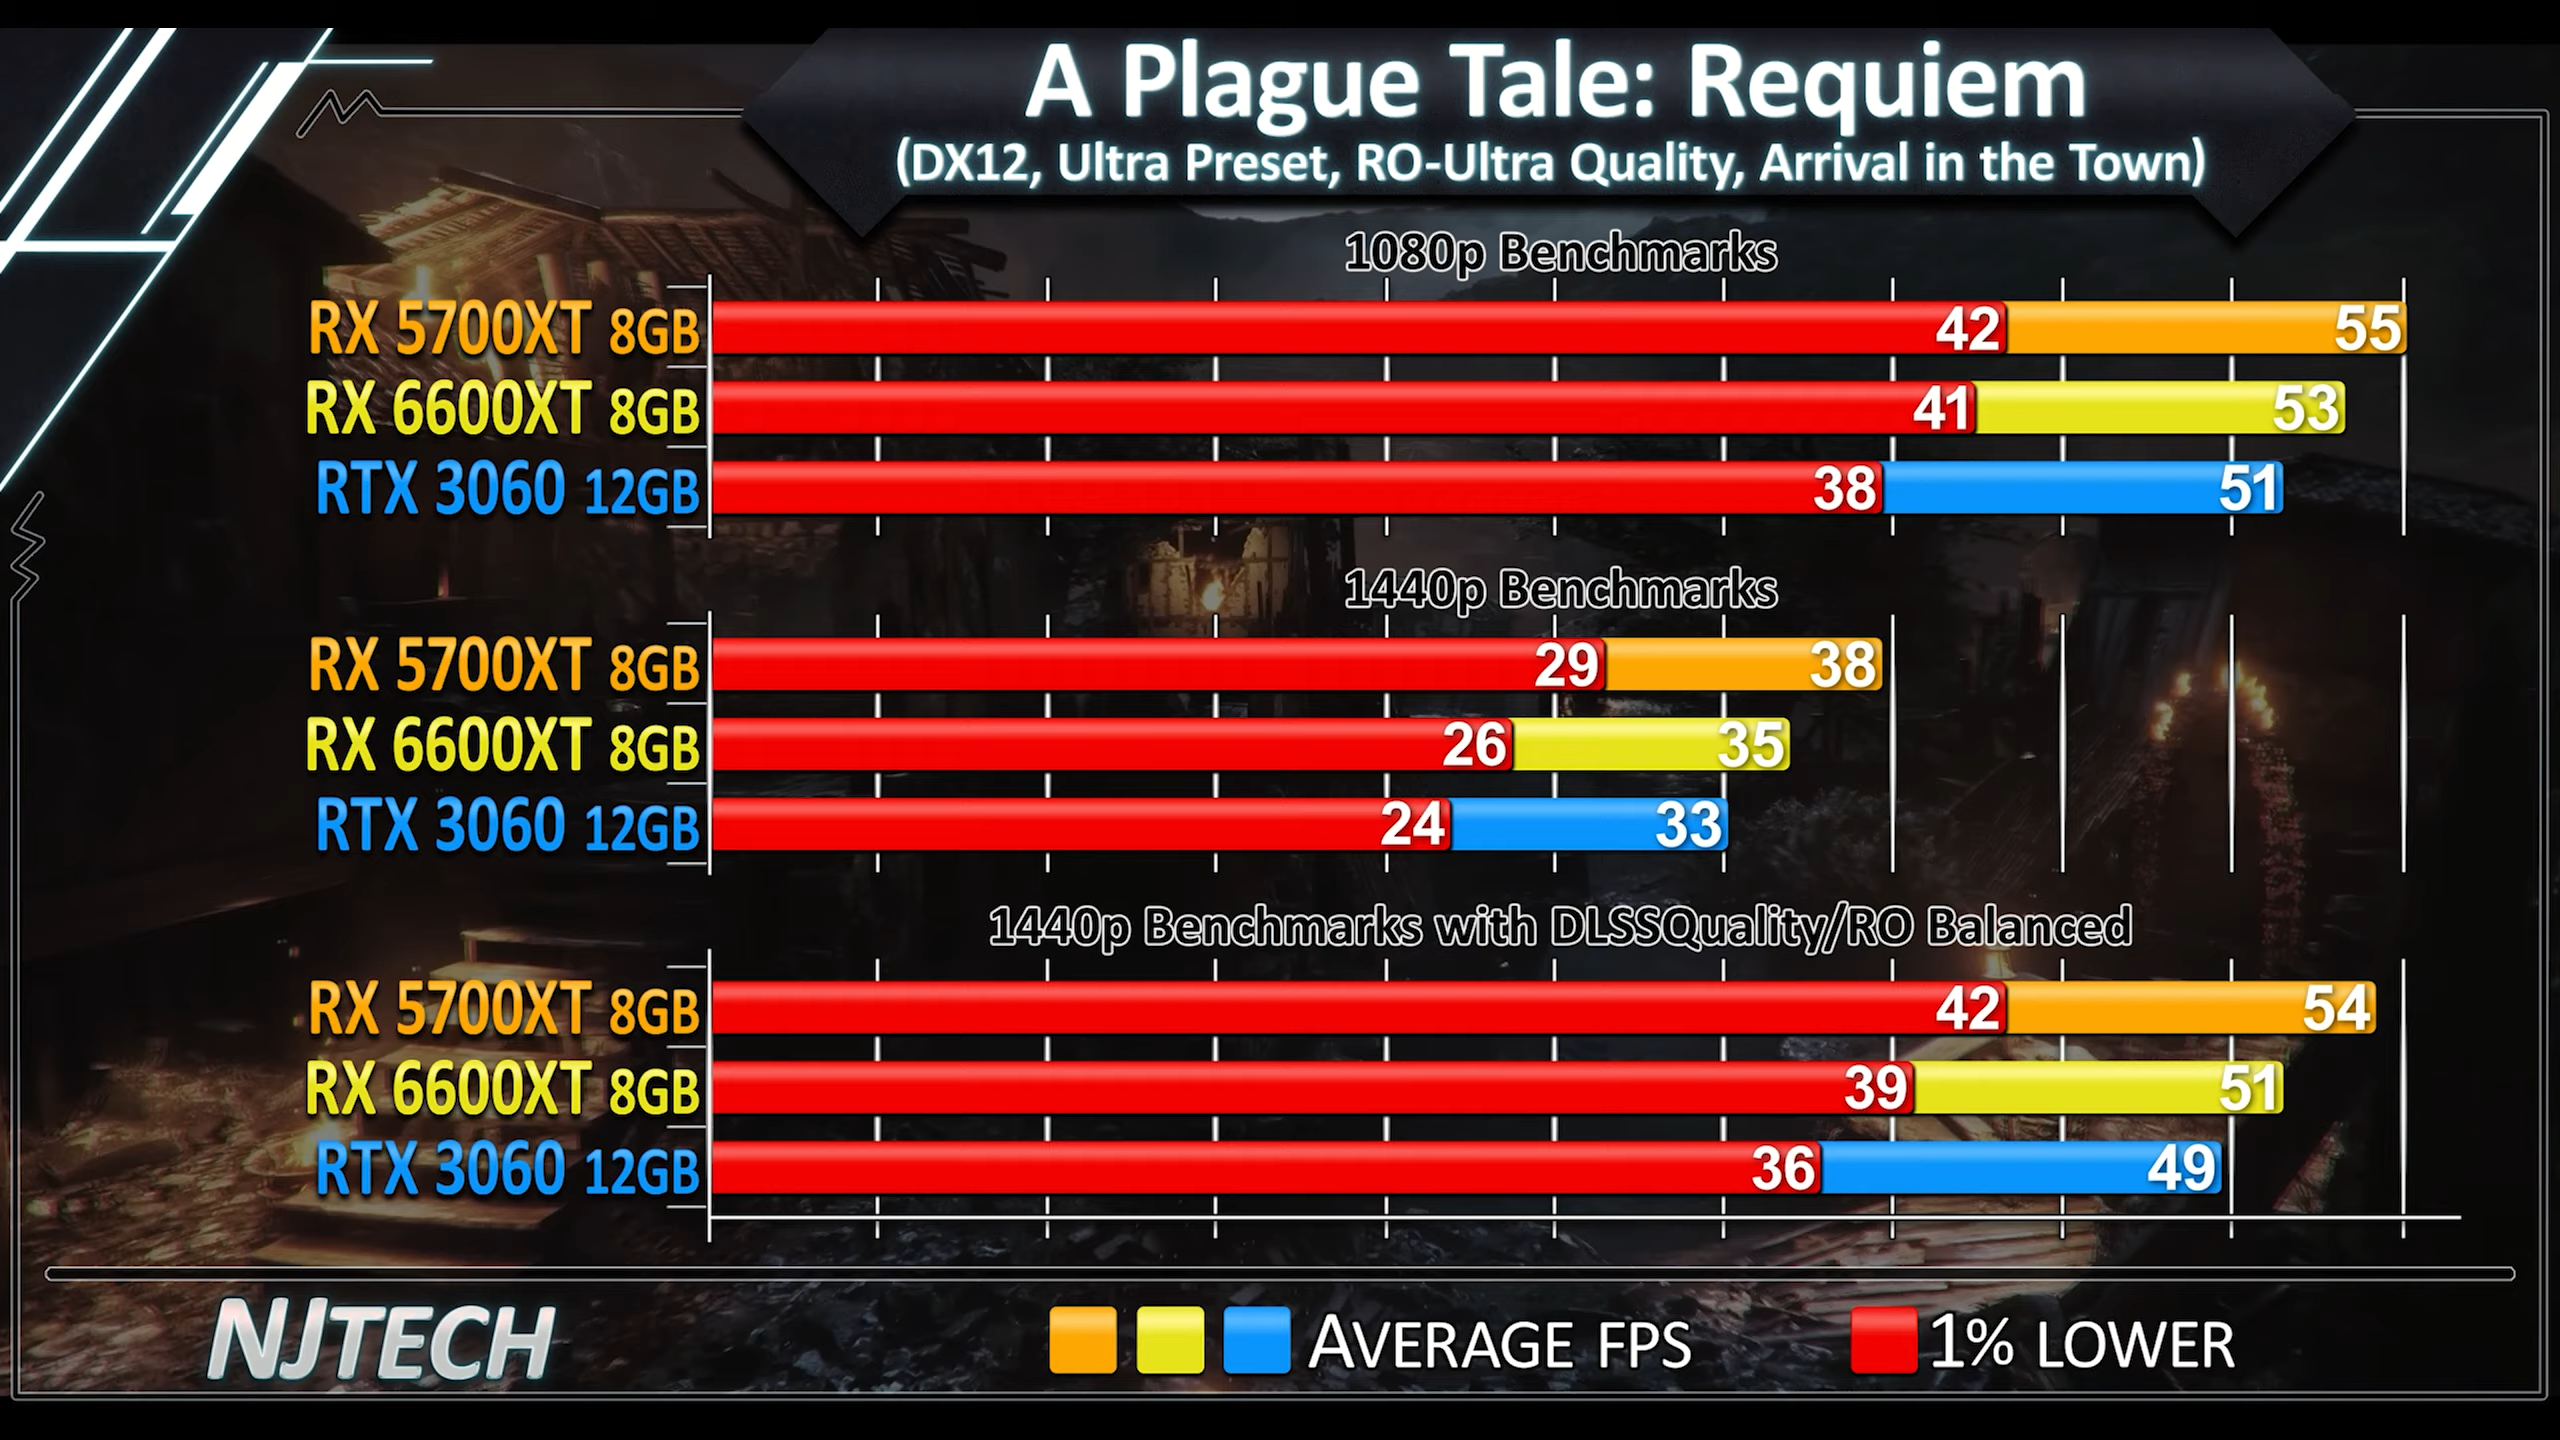 A Plague Tale: Requiem
(DX12, Ultra Preset, RO-Ultra Quality, Arrival in the Town)
1080p Benchmarks
RX 5700XT 8GB 42 55
RX 6600XT 8GB 41 53
RTX 3060 12GB 38 51
1440p Benchmarks
RX 5700XT 8GB 29 38
RX 6600XT 8GB 26 35
RTX 3060 12GB 24 33
1440p Benchmarks with DLSSQuality/RO Balanced
RX 5700XT 8GB 42 54
RX 6600XT 8GB 39 51
RTX 3060 12GB 36 49
NJTECH AVERAGE FPS 1% LOWER